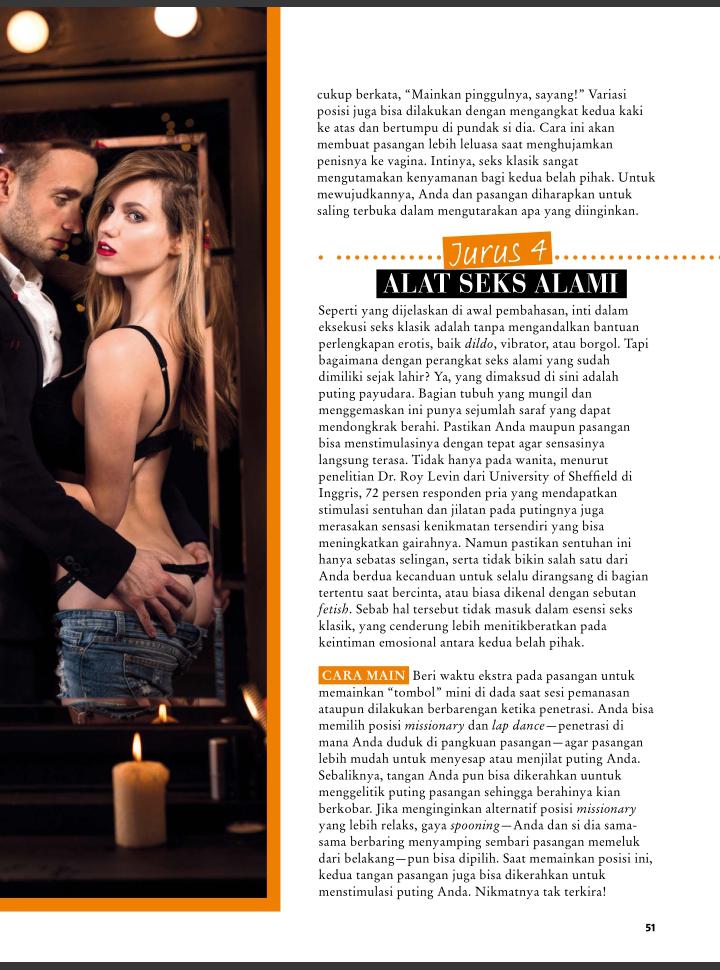 cukup berkata, “Mainkan pinggulnya, sayang!” Variasi
posisi juga bisa dilakukan dengan mengangkat kedua kaki
ke atas dan bertumpu di pundak si dia. Cara ini akan
membuat pasangan lebih leluasa saat menghujamkan
penisnya ke vagina. Intinya, seks klasik sangat
mengutamakan kenyamanan bagi kedua belah pihak. Untuk
mewujudkannya, Anda dan pasangan diharapkan untuk
saling terbuka dalam mengutarakan apa yang diinginkan.
Jurus 4
ALAT SEKS ALAMI
Seperti yang dijelaskan di awal pembahasan, inti dalam
eksekusi seks klasik adalah tanpa mengandalkan bantuan
perlengkapan erotis, baik dildo, vibrator, atau borgol. Tapi
bagaimana dengan perangkat seks alami yang sudah
dimiliki sejak lahir? Ya, yang dimaksud di sini adalah
puting payudara. Bagian tubuh yang mungil dan
menggemaskan ini punya sejumlah saraf yang dapat
mendongkrak berahi. Pastikan Anda maupun pasangan
bisa menstimulasinya dengan tepat agar sensasinya
langsung terasa. Tidak hanya pada wanita, menurut
penelitian Dr. Roy Levin dari University of Sheffield di
Inggris, 72 persen responden pria yang mendapatkan
stimulasi sentuhan dan jilatan pada putingnya juga
merasakan sensasi kenikmatan tersendiri yang bisa
meningkatkan gairahnya. Namun pastikan sentuhan ini
hanya sebatas selingan, serta tidak bikin salah satu dari
Anda berdua kecanduan untuk selalu dirangsang di bagian
tertentu saat bercinta, atau biasa dikenal dengan sebutan
fetish. Sebab hal tersebut tidak masuk dalam esensi seks
klasik, yang cenderung lebih menitikberatkan pada
keintiman emosional antara kedua belah pihak.
CARA MAIN Beri waktu ekstra pada pasangan untuk
memainkan “tombol” mini di dada saat sesi pemanasan
ataupun dilakukan berbarengan ketika penetrasi. Anda bisa
memilih posisi missionary dan lap dance—penetrasi di
mana Anda duduk di pangkuan pasangan—agar pasangan
lebih mudah untuk menyesap atau menjilat puting Anda.
Sebaliknya, tangan Anda pun bisa dikerahkan uuntuk
menggelitik puting pasangan sehingga berahinya kian
berkobar. Jika menginginkan alternatif posisi missionary
yang lebih relaks, gaya spooning—Anda dan si dia sama-
sama berbaring menyamping sembari pasangan memeluk
dari belakang—pun bisa dipilih. Saat memainkan posisi ini,
kedua tangan pasangan juga bisa dikerahkan untuk
menstimulasi puting Anda. Nikmatnya tak terkira!
51